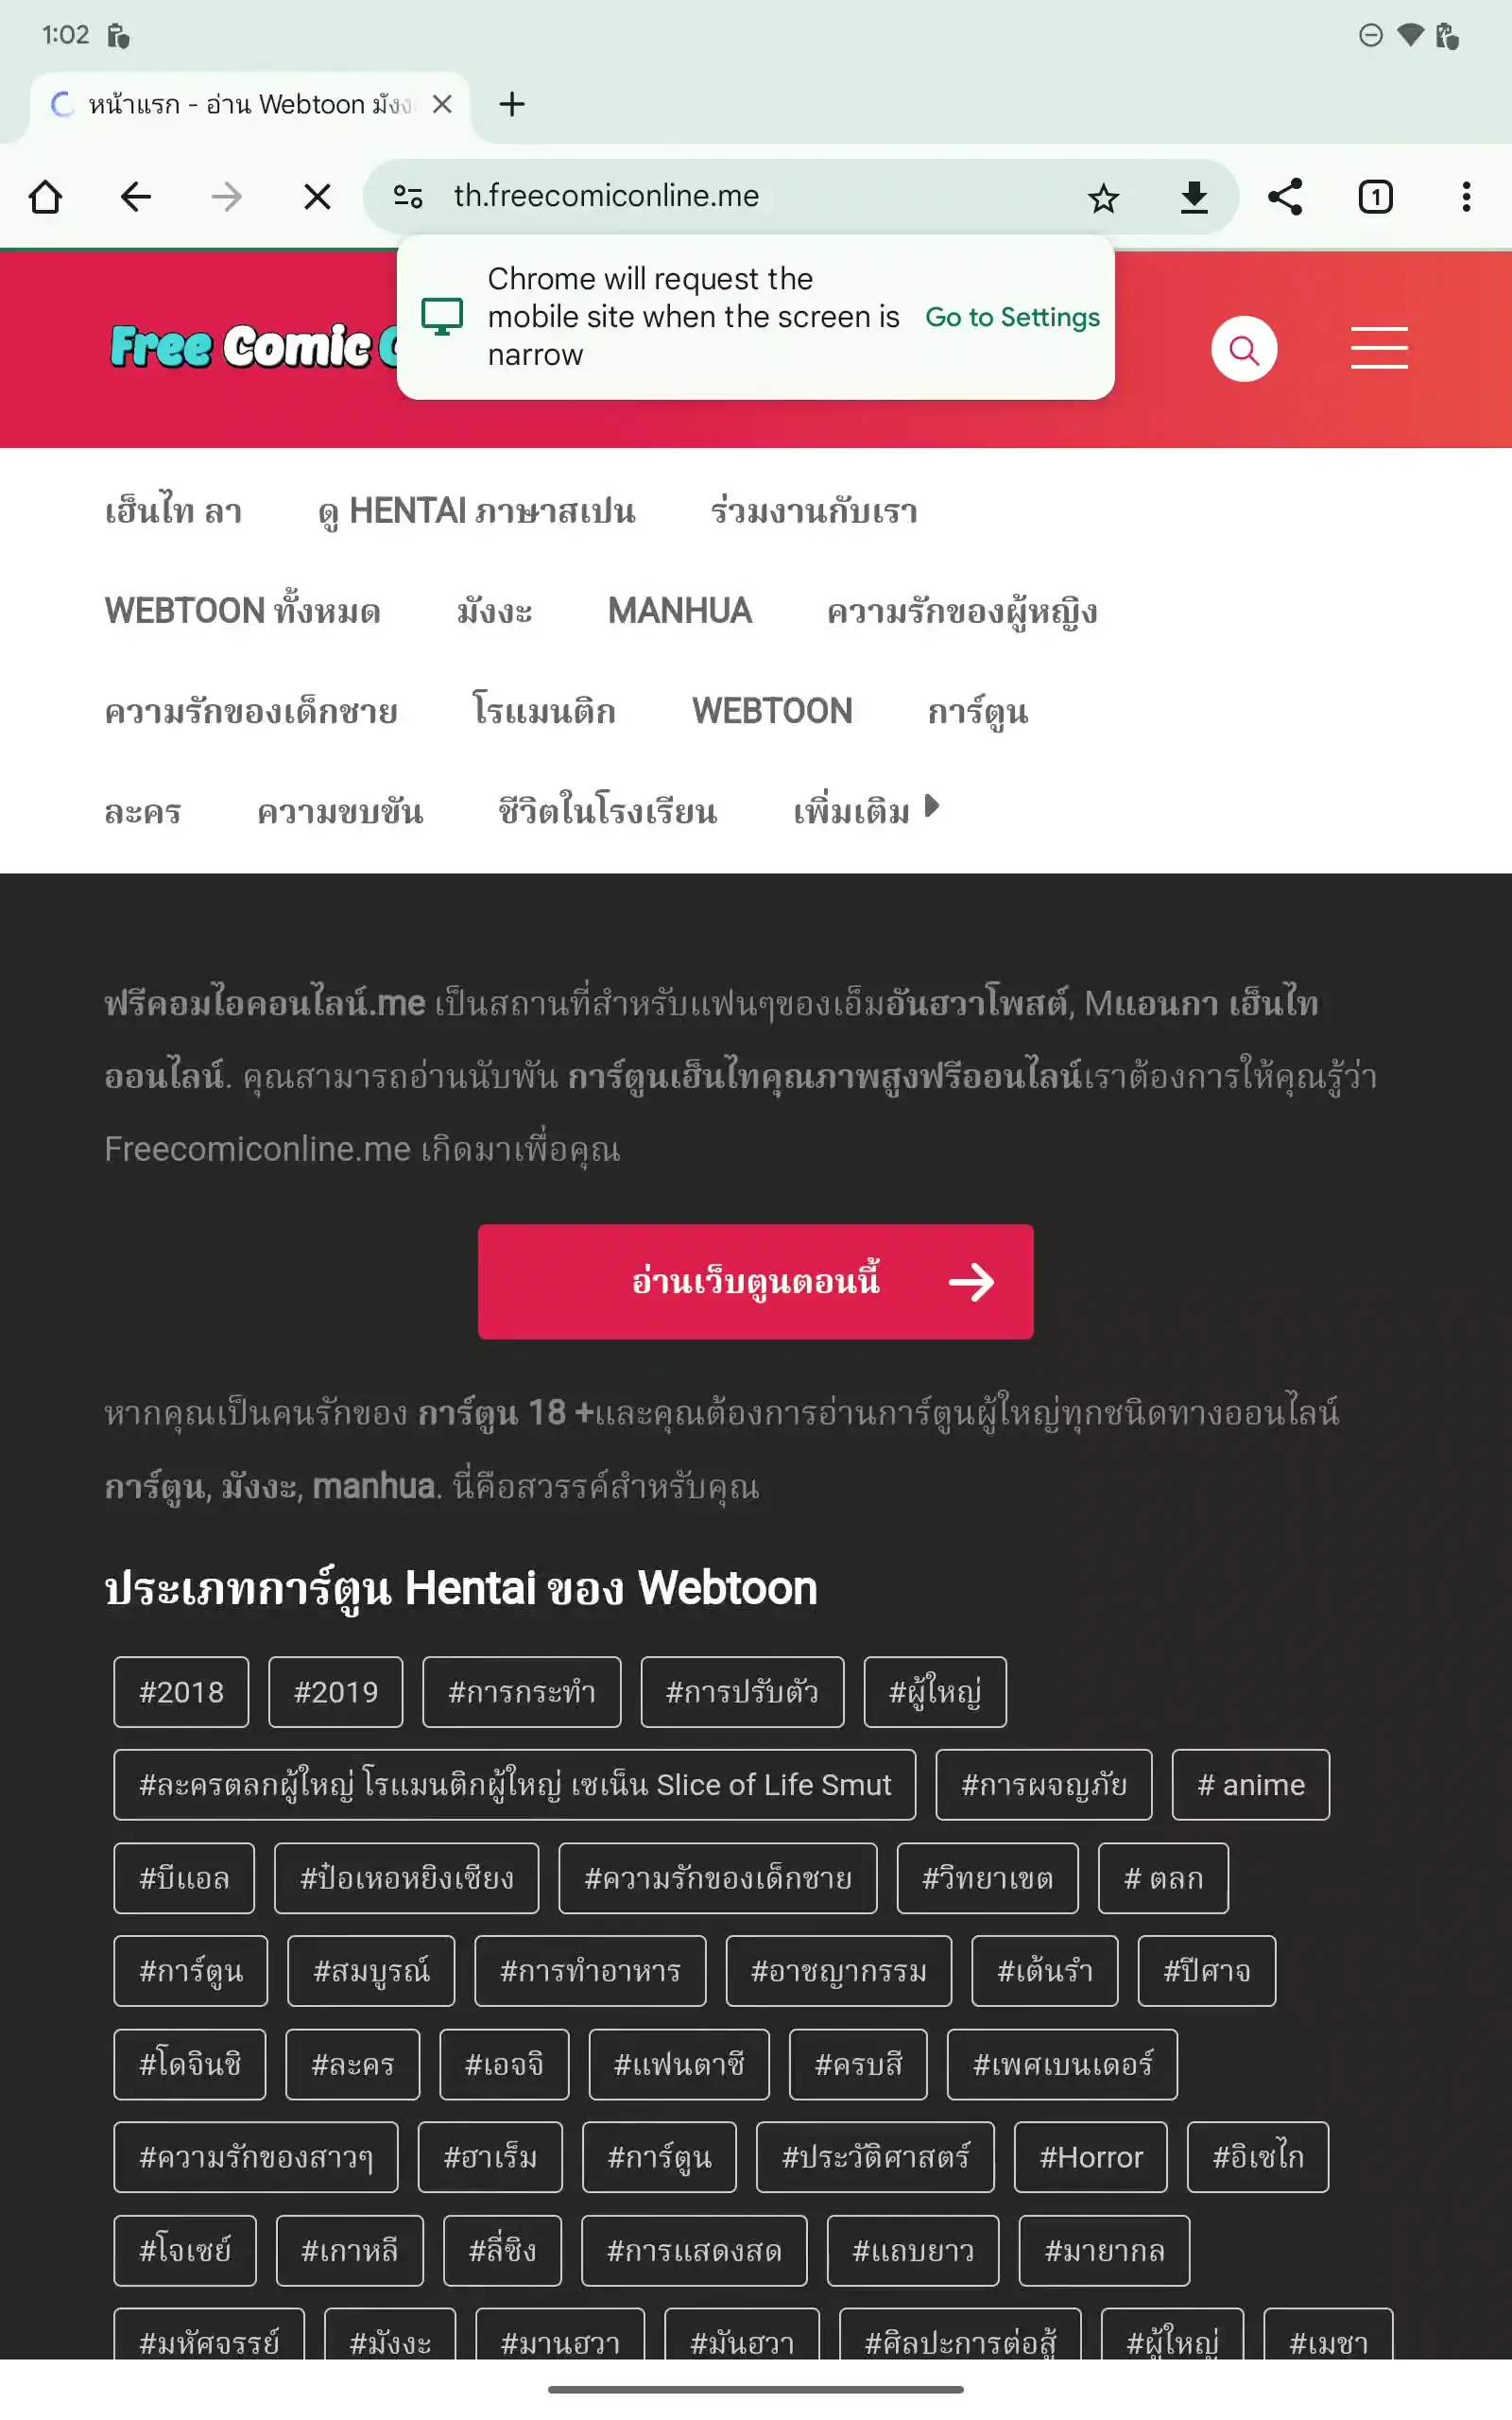 1:02
หน้าแรก - อ่าน Webtoon มังง
th.freecomiconline.me
1
Chrome will request the
mobile site when the screen is
narrow
Go to Settings
Free Comic
เฮ็นไท ลา ดู HENTAI ภาษาสเปน ร่วมงานกับเรา
WEBTOON ทั้งหมด มังงะ MANHUA ความรักของผู้หญิง
ความรักของเด็กชาย โรแมนติก WEBTOON การ์ตูน
ละคร ความขบขัน ชีวิตในโรงเรียน เพิ่มเติม
ฟรีคอมไอคอนไลน์.me เป็นสถานที่สำหรับแฟนๆของเอ็มอันฮวาโพสต์, Mแอนกา เฮ็นไท
ออนไลน์. คุณสามารถอ่านนับพัน การ์ตูนเฮ็นไทคุณภาพสูงฟรีออนไลน์เราต้องการให้คุณรู้ว่า
Freecomiconline.me เกิดมาเพื่อคุณ
อ่านเว็บตูนตอนนี้
หากคุณเป็นคนรักของ การ์ตูน 18 +และคุณต้องการอ่านการ์ตูนผู้ใหญ่ทุกชนิดทางออนไลน์
การ์ตูน, มังงะ, manhua. นี่คือสวรรค์สำหรับคุณ
ประเภทการ์ตูน Hentai ของ Webtoon
#2018 #2019 #การกระทำ #การปรับตัว #ผู้ใหญ่
#ละครตลกผู้ใหญ่ โรแมนติกผู้ใหญ่ เซเน็น Slice of Life Smut #การผจญภัย # anime
#บีแอล #ป๋อเหอหยิงเซียง #ความรักของเด็กชาย #วิทยาเขต # ตลก
#การ์ตูน #สมบูรณ์ #การทำอาหาร #อาชญากรรม #เต้นรำ #ปีศาจ
#โดจินชิ #ละคร #เอจจิ #แฟนตาซี #ครบสี #เพศเบนเดอร์
#ความรักของสาวๆ #ฮาเร็ม #การ์ตูน #ประวัติศาสตร์ #Horror #อิเซไก
#โจเซย์ #เกาหลี #ลี่ซิง #การแสดงสด #แถบยาว #มายากล
#มหัศจรรย์ #มังงะ #มานฮวา #มันฮวา #ศิลปะการต่อสู้ #ผู้ใหญ่ #เมชา